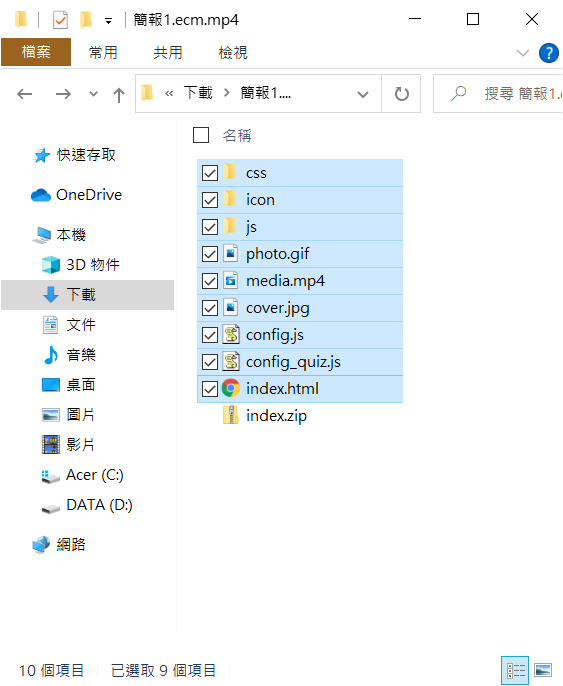 簡報1.ecm.mp4
檔案 常用 共用 檢視
« 下載 › 簡報1....
搜尋 簡報1.
名稱
快速存取
OneDrive
本機
3D 物件
下載
文件
音樂
桌面
圖片
影片
Acer (C:)
DATA (D:)
網路
css
icon
js
photo.gif
media.mp4
cover.jpg
config.js
config_quiz.js
index.html
index.zip
10 個項目 已選取 9 個項目